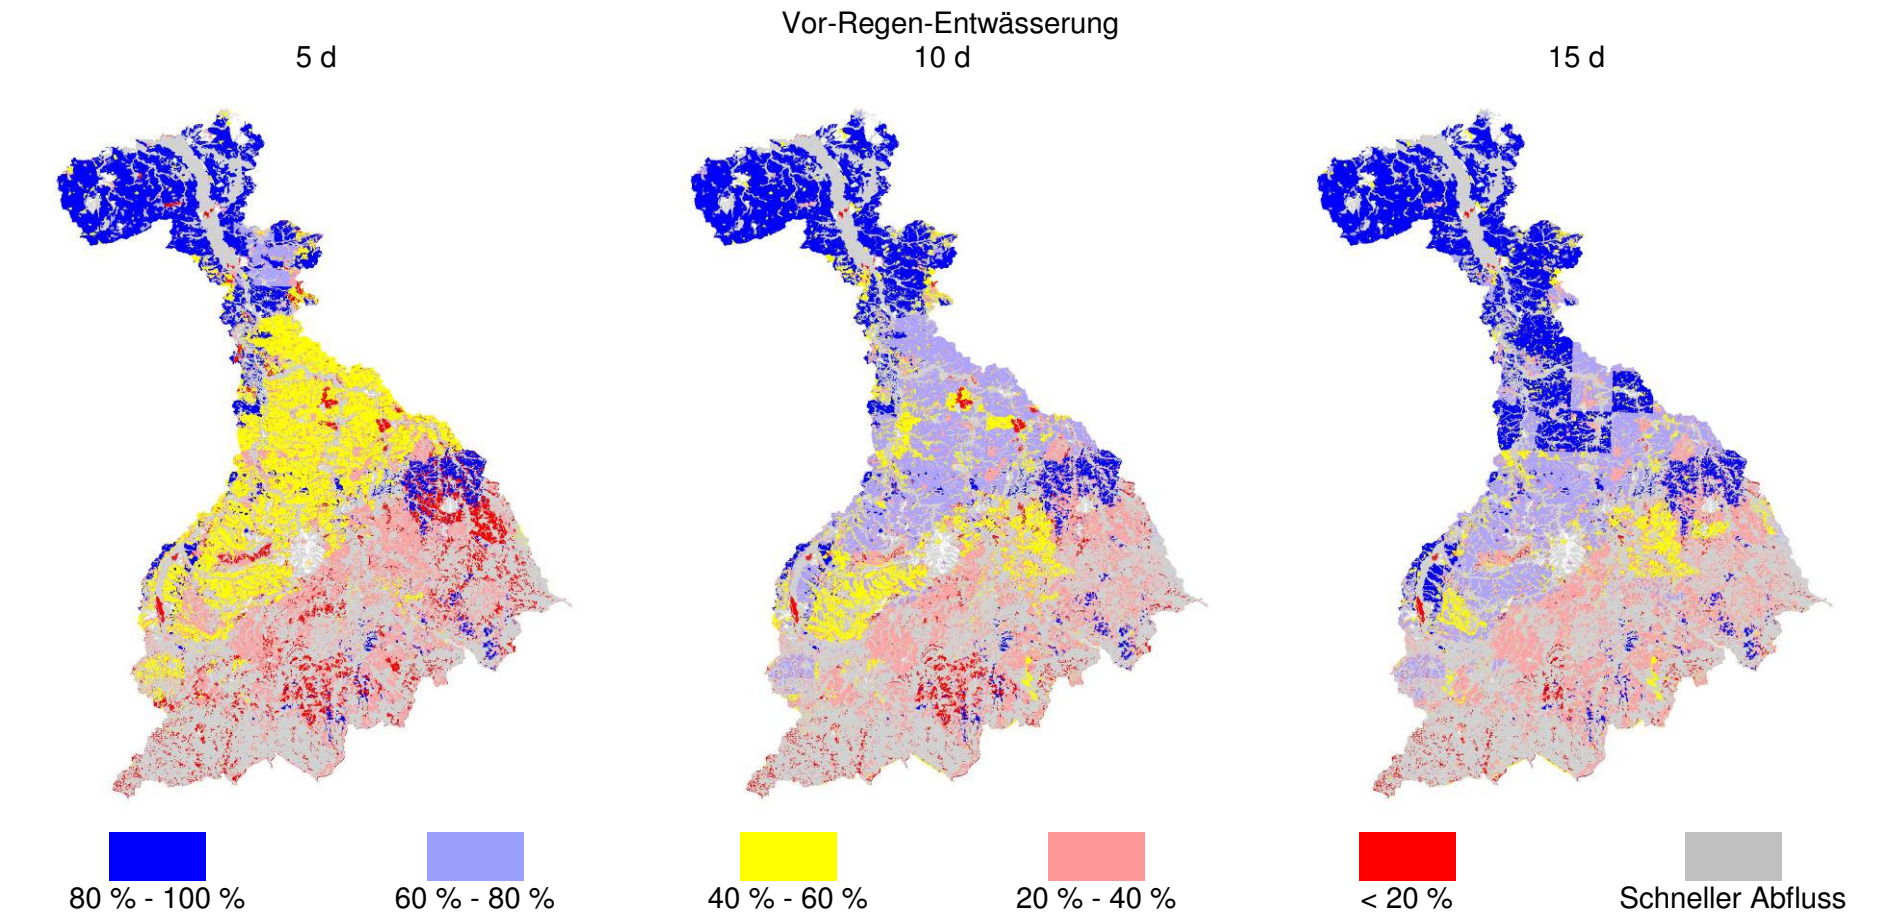 Vor-Regen-Entwässerung
5 d
10 d
15 d
80 % - 100 %
60 % - 80 %
40 % - 60 %
20 % - 40 %
< 20 %
Schneller Abfluss